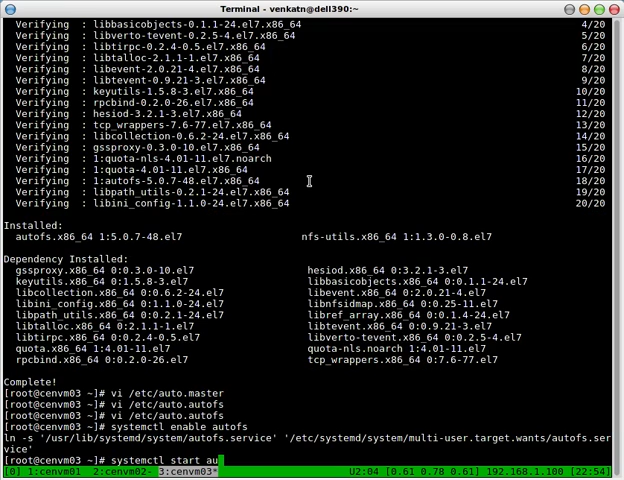 Terminal - venkatn@dell390:~
Verifying  : libbasicobjects-0.1.1-24.el7.x86_64 4/20
Verifying  : libverto-tevent-0.2.5-4.el7.x86_64 5/20
Verifying  : libtirpc-0.2.4-0.5.el7.x86_64 6/20
Verifying  : libtalloc-2.1.1-1.el7.x86_64 7/20
Verifying  : libevent-2.0.21-4.el7.x86_64 8/20
Verifying  : libtevent-0.9.21-3.el7.x86_64 9/20
Verifying  : keyutils-1.5.8-3.el7.x86_64 10/20
Verifying  : rpcbind-0.2.0-26.el7.x86_64 11/20
Verifying  : hesiod-3.2.1-3.el7.x86_64 12/20
Verifying  : tcp_wrappers-7.6-77.el7.x86_64 13/20
Verifying  : libcollection-0.6.2-24.el7.x86_64 14/20
Verifying  : gssproxy-0.3.0-10.el7.x86_64 15/20
Verifying  : 1:quota-nls-4.01-11.el7.noarch 16/20
Verifying  : 1:quota-4.01-11.el7.x86_64 17/20
Verifying  : 1:autofs-5.0.7-48.el7.x86_64 18/20
Verifying  : libpath_utils-0.2.1-24.el7.x86_64 19/20
Verifying  : libini_config-1.1.0-24.el7.x86_64 20/20
Installed:
autofs.x86_64 1:5.0.7-48.el7 nfs-utils.x86_64 1:1.3.0-0.8.el7
Dependency Installed:
gssproxy.x86_64 0:0.3.0-10.el7 hesiod.x86_64 0:3.2.1-3.el7
keyutils.x86_64 0:1.5.8-3.el7 libbasicobjects.x86_64 0:0.1.1-24.el7
libcollection.x86_64 0:0.6.2-24.el7 libevent.x86_64 0:2.0.21-4.el7
libini_config.x86_64 0:1.1.0-24.el7 libnfsidmap.x86_64 0:0.25-11.el7
libpath_utils.x86_64 0:0.2.1-24.el7 libref_array.x86_64 0:0.1.4-24.el7
libtalloc.x86_64 0:2.1.1-1.el7 libtevent.x86_64 0:0.9.21-3.el7
libtirpc.x86_64 0:0.2.4-0.5.el7 libverto-tevent.x86_64 0:0.2.5-4.el7
quota.x86_64 1:4.01-11.el7 quota-nls.noarch 1:4.01-11.el7
rpcbind.x86_64 0:0.2.0-26.el7 tcp_wrappers.x86_64 0:7.6-77.el7
Complete!
[root@cenvm03 ~]# vi /etc/auto.master
[root@cenvm03 ~]# vi /etc/auto.autofs
[root@cenvm03 ~]# vi /etc/auto.autofs
[root@cenvm03 ~]# systemctl enable autofs
ln -s '/usr/lib/systemd/system/autofs.service' '/etc/systemd/system/multi-user.target.wants/autofs.ser
vice'
[root@cenvm03 ~]# systemctl start au
[0] 1:cenvm01  2:cenvm02- 3:cenvm03* U2:04 [0.61 0.78 0.61] 192.168.1.100 [22:54]